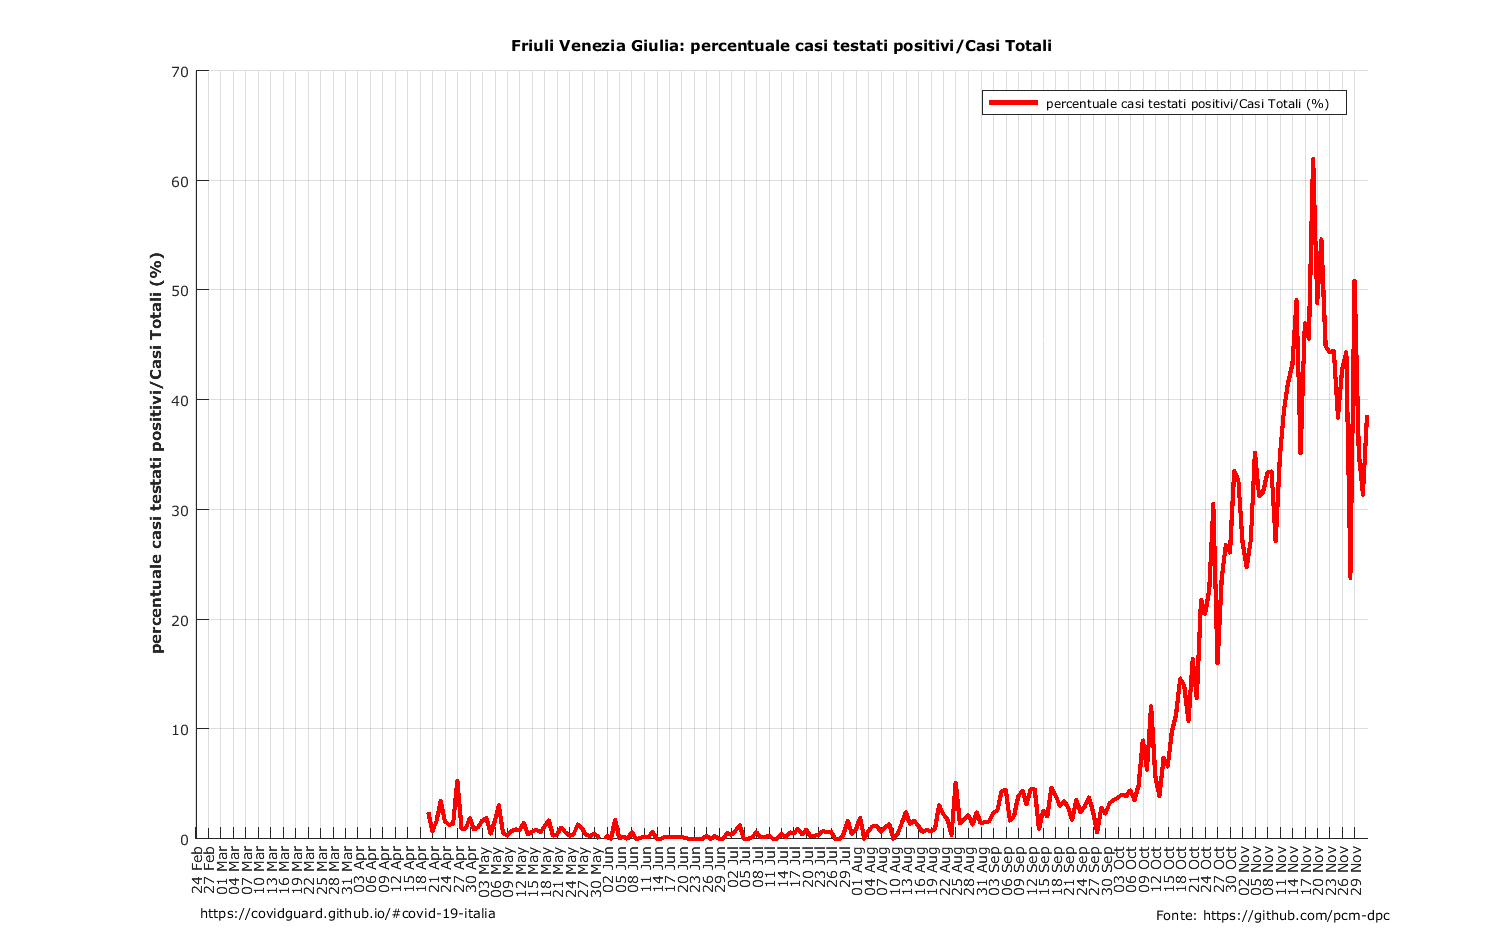 Friuli Venezia Giulia: percentuale casi testati positivi/Casi Totali
percentuale casi testati positivi/Casi Totali (%)
percentuale casi testati positivi/Casi Totali (%)
70
60
50
40
30
20
10
0
24 Feb
27 Feb
01 Mar
04 Mar
07 Mar
10 Mar
13 Mar
16 Mar
19 Mar
22 Mar
25 Mar
28 Mar
31 Mar
03 Apr
06 Apr
09 Apr
12 Apr
15 Apr
18 Apr
21 Apr
24 Apr
27 Apr
30 Apr
03 May
06 May
09 May
12 May
15 May
18 May
21 May
24 May
27 May
30 May
02 Jun
05 Jun
08 Jun
11 Jun
14 Jun
17 Jun
20 Jun
23 Jun
26 Jun
29 Jun
02 Jul
05 Jul
08 Jul
11 Jul
14 Jul
17 Jul
20 Jul
23 Jul
26 Jul
29 Jul
01 Aug
04 Aug
07 Aug
10 Aug
13 Aug
16 Aug
19 Aug
22 Aug
25 Aug
28 Aug
31 Aug
03 Sep
06 Sep
09 Sep
12 Sep
15 Sep
18 Sep
21 Sep
24 Sep
27 Sep
30 Sep
03 Oct
06 Oct
09 Oct
12 Oct
15 Oct
18 Oct
21 Oct
24 Oct
27 Oct
30 Oct
02 Nov
05 Nov
08 Nov
11 Nov
14 Nov
17 Nov
20 Nov
23 Nov
26 Nov
29 Nov
https://covidguard.github.io/#covid-19-italia
Fonte: https://github.com/pcm-dpc